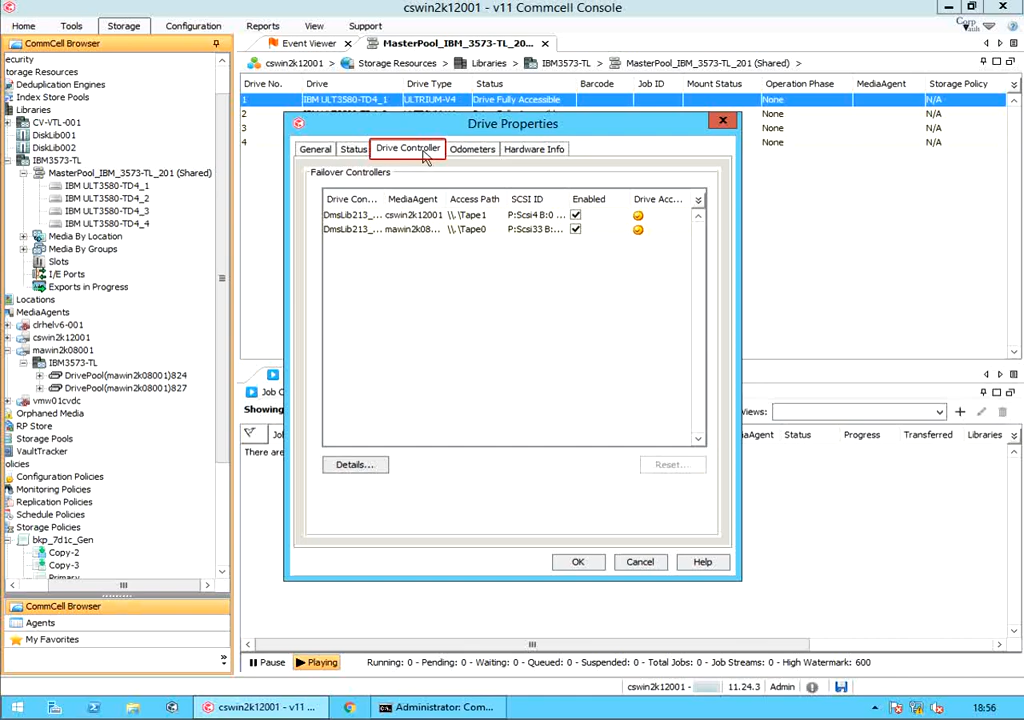 cswin2k12001 - v11 Commcell Console
Home Tools Storage Configuration Reports View Support
CommCell Browser
Event Viewer MasterPool_IBM_3573-TL_20...
cswin2k12001 > Storage Resources > Libraries > IBM3573-TL > MasterPool_IBM_3573-TL_201 (Shared) >
Drive No. Drive Drive Type Status Barcode Job ID Mount Status Operation Phase MediaAgent Storage Policy
1 IBM ULT3580-TD4_1 ULTRIUM-V4 Drive Fully Accessible None N/A
2 None N/A
3 None N/A
4 None N/A
ecurity
torage Resources
Deduplication Engines
Index Store Pools
Libraries
CV-VTL-001
DiskLib001
DiskLib002
IBM3573-TL
MasterPool_IBM_3573-TL_201 (Shared)
IBM ULT3580-TD4_1
IBM ULT3580-TD4_2
IBM ULT3580-TD4_3
IBM ULT3580-TD4_4
Media By Location
Media By Groups
Slots
I/E Ports
Exports in Progress
Locations
MediaAgents
clrhelv6-001
cswin2k12001
mawin2k08001
IBM3573-TL
DrivePool(mawin2k08001)824
DrivePool(mawin2k08001)827
vmw01cvdc
Orphaned Media
RP Store
Storage Pools
VaultTracker
olicies
Configuration Policies
Monitoring Policies
Replication Policies
Schedule Policies
Storage Policies
bkp_7d1c_Gen
Copy-2
Copy-3
Primary
CommCell Browser
Agents
My Favorites
Drive Properties
General Status Drive Controller Odometers Hardware Info
Failover Controllers
Drive Con... MediaAgent Access Path SCSI ID Enabled Drive Acc...
DmsLib213_... cswin2k12001 \\.\Tape1 P:Scsi4 B:0 ...
DmsLib213_... mawin2k08... \\.\Tape0 P:Scsi33 B:...
Details... Reset...
OK Cancel Help
Job C
Showing
Views:
Jo
aAgent Status Progress Transferred Libraries
There are
Pause Playing Running: 0 - Pending: 0 - Waiting: 0 - Queued: 0 - Suspended: 0 - Total Jobs: 0 - Job Streams: 0 - High Watermark: 600
cswin2k12001 - 11.24.3 Admin
cswin2k12001 - v11 ... Administrator: Com... 18:56